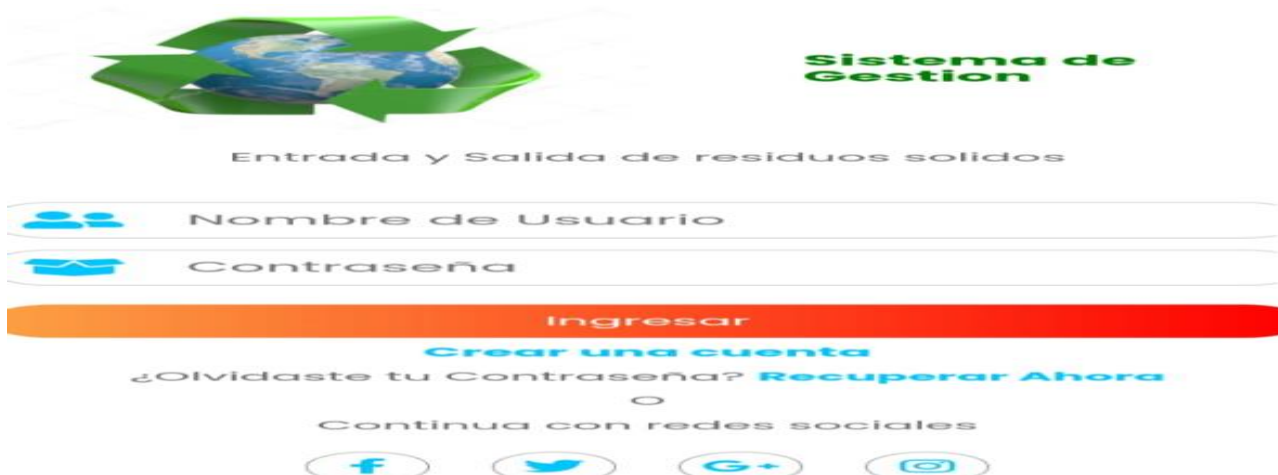 Sistema de
Gestion
Entrada y Salida de residuos solidos
Nombre de Usuario
Contraseña
Ingresar
Crear una cuenta
¿Olvidaste tu Contraseña? Recuperar Ahora
O
Continua con redes sociales
f G+